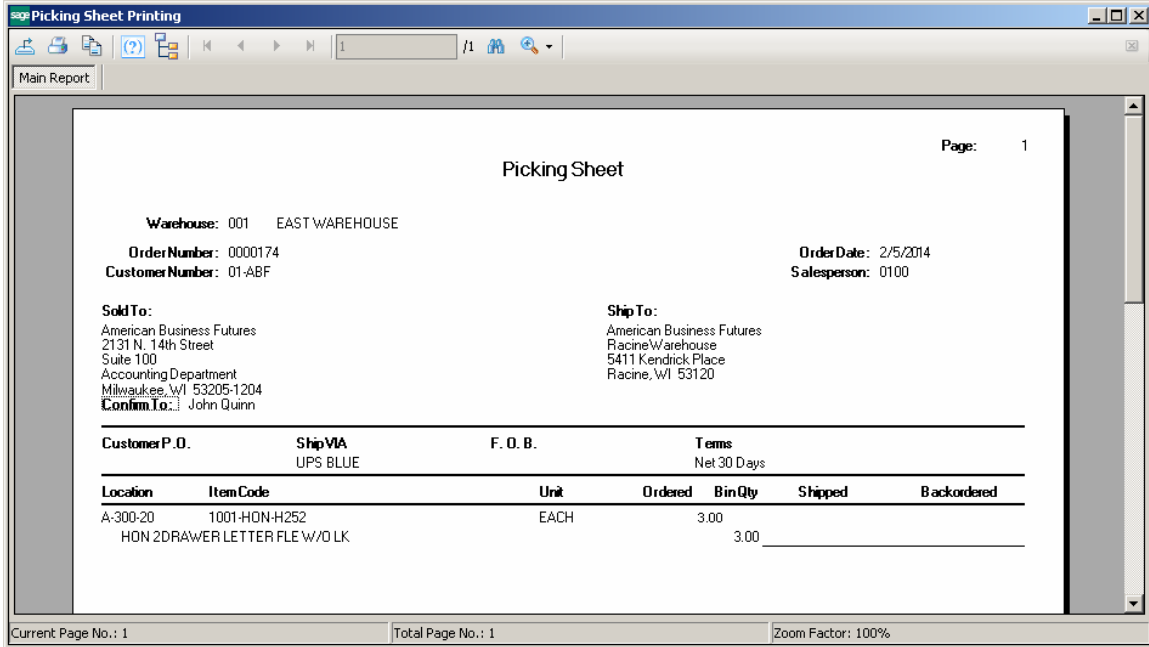 sage Picking Sheet Printing
1 /1
Main Report
Page: 1
Picking Sheet
Warehouse: 001 EAST WAREHOUSE
Order Number: 0000174 Order Date: 2/5/2014
Customer Number: 01-ABF Salesperson: 0100
Sold To: Ship To:
American Business Futures American Business Futures
2131 N. 14th Street Racine Warehouse
Suite 100 5411 Kendrick Place
Accounting Department Racine, WI 53120
Milwaukee, WI 53205-1204
Confirm To: John Quinn
Customer P.O. Ship VIA F. O. B. Terms
UPS BLUE Net 30 Days
Location Item Code Unit Ordered Bin Qty Shipped Backordered
A-300-20 1001-HON-H252 EACH 3.00
HON 2DRAWER LETTER FLE W/O LK 3.00
Current Page No.: 1 Total Page No.: 1 Zoom Factor: 100%